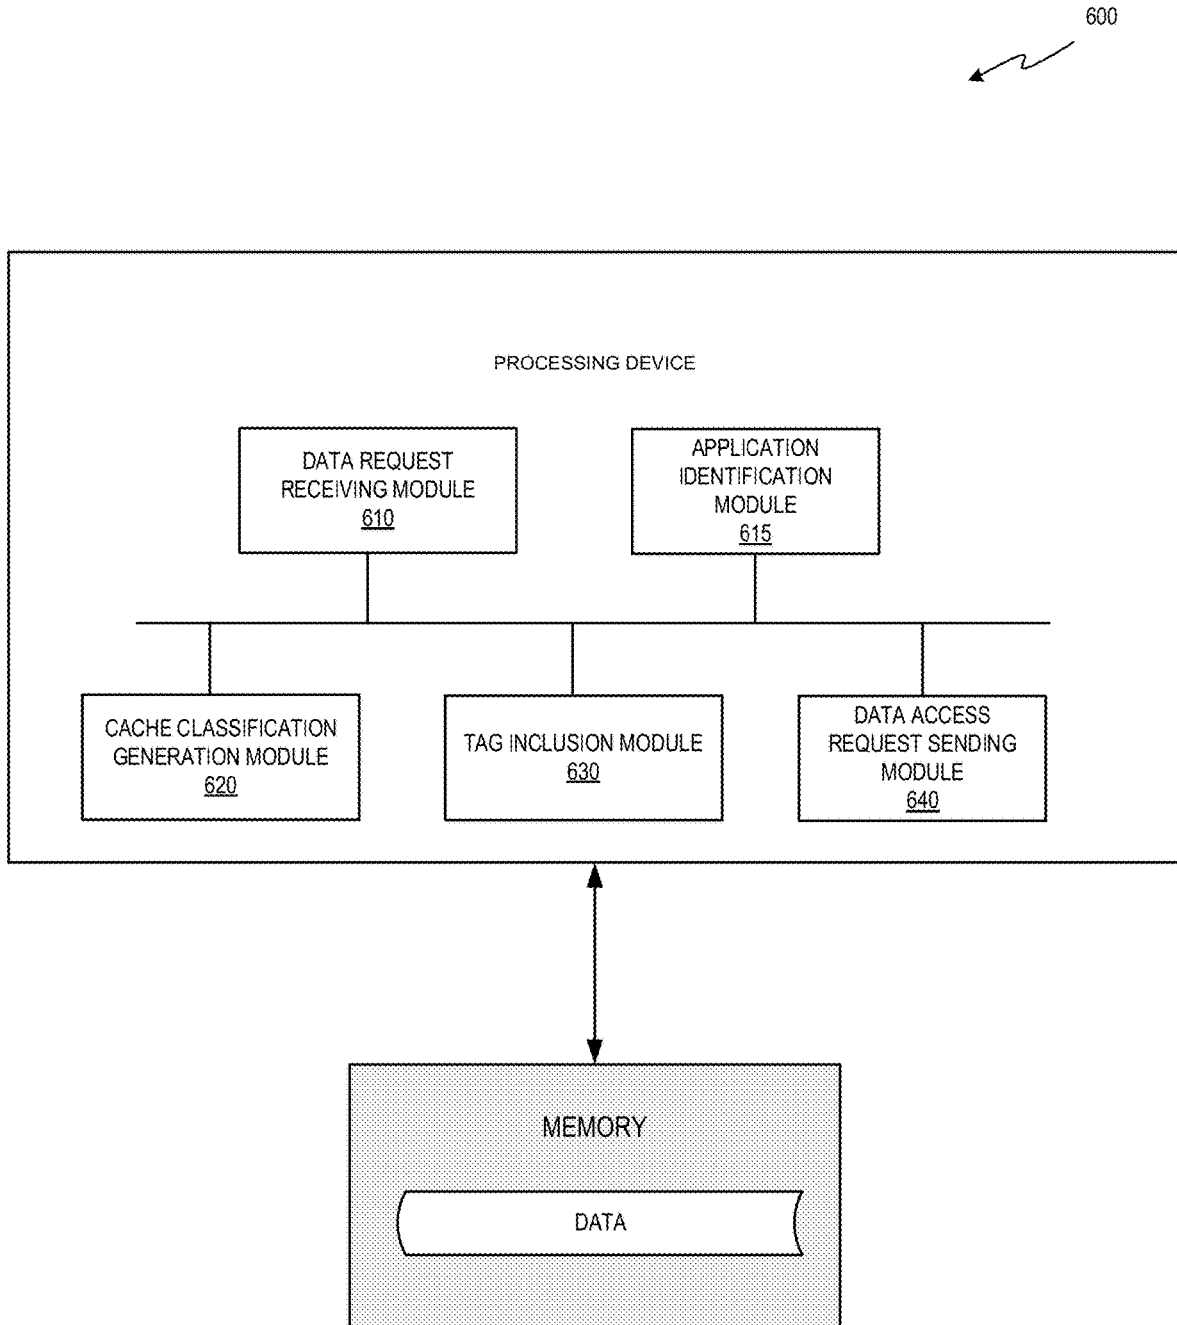 600
PROCESSING DEVICE
DATA REQUEST
RECEIVING MODULE
610
APPLICATION
IDENTIFICATION
MODULE
615
CACHE CLASSIFICATION
GENERATION MODULE
620
TAG INCLUSION MODULE
630
DATA ACCESS
REQUEST SENDING
MODULE
640
MEMORY
DATA